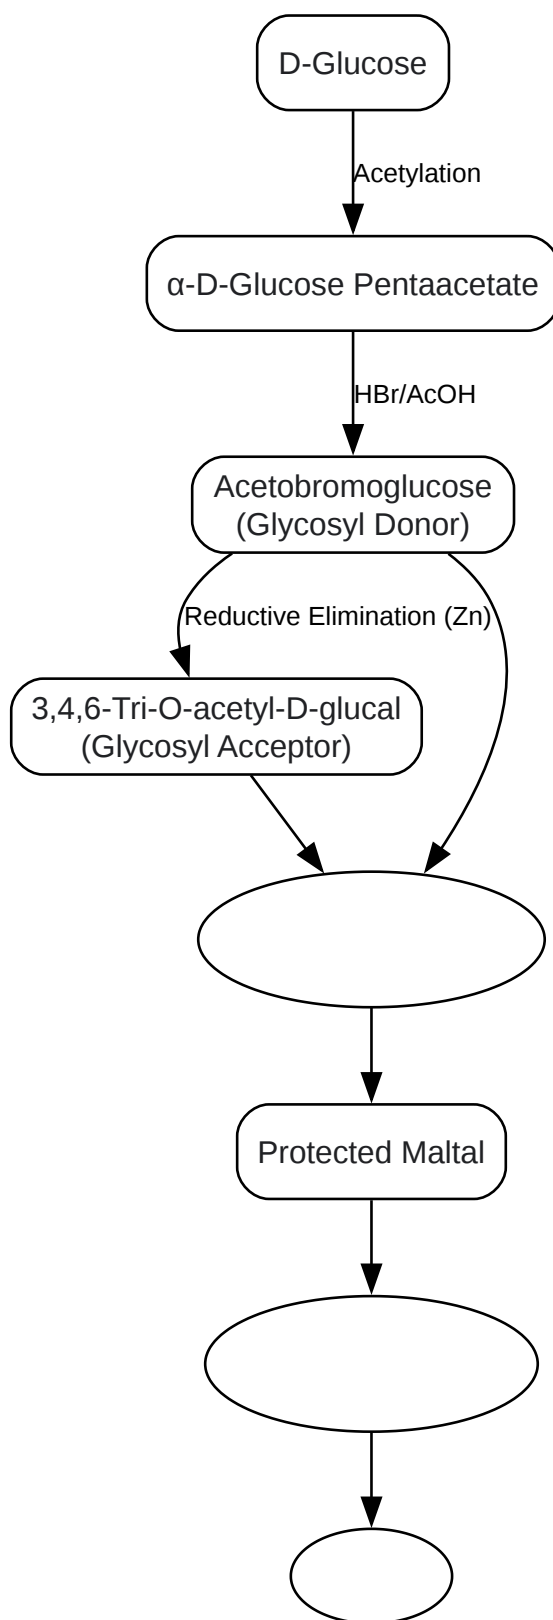 D-Glucose
Acetylation
α-D-Glucose Pentaacetate
HBr/AcOH
Acetobromoglucose
(Glycosyl Donor)
Reductive Elimination (Zn)
3,4,6-Tri-O-acetyl-D-glucal
(Glycosyl Acceptor)
Protected Maltal